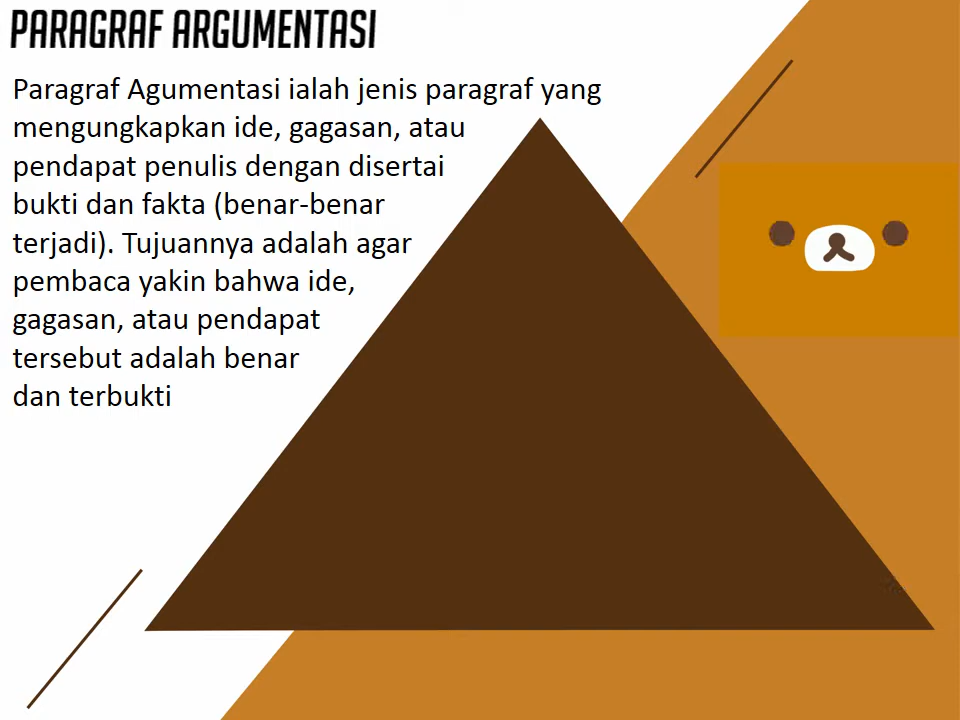 PARAGRAF ARGUMENTASI
Paragraf Agumentasi ialah jenis paragraf yang
mengungkapkan ide, gagasan, atau
pendapat penulis dengan disertai
bukti dan fakta (benar-benar
terjadi). Tujuannya adalah agar
pembaca yakin bahwa ide,
gagasan, atau pendapat
tersebut adalah benar
dan terbukti